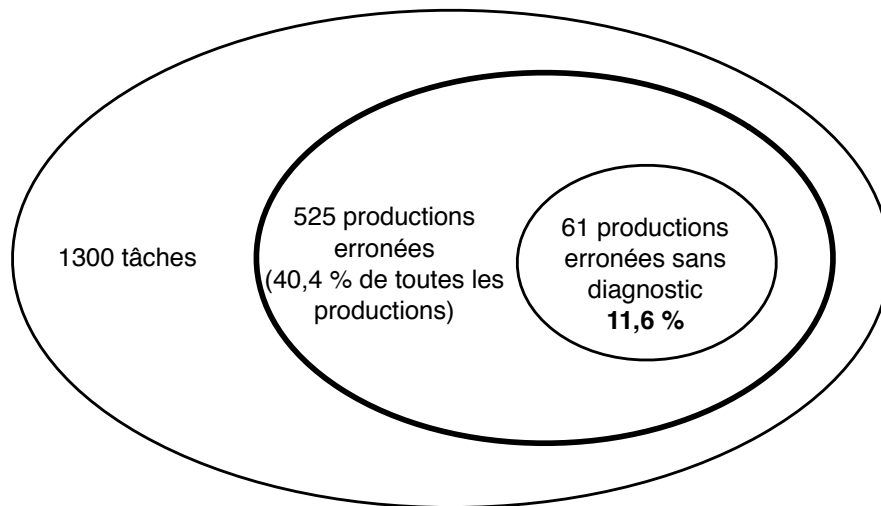 1300 tâches
525 productions
erronées
(40,4 % de toutes les
productions)
61 productions
erronées sans
diagnostic
11,6 %